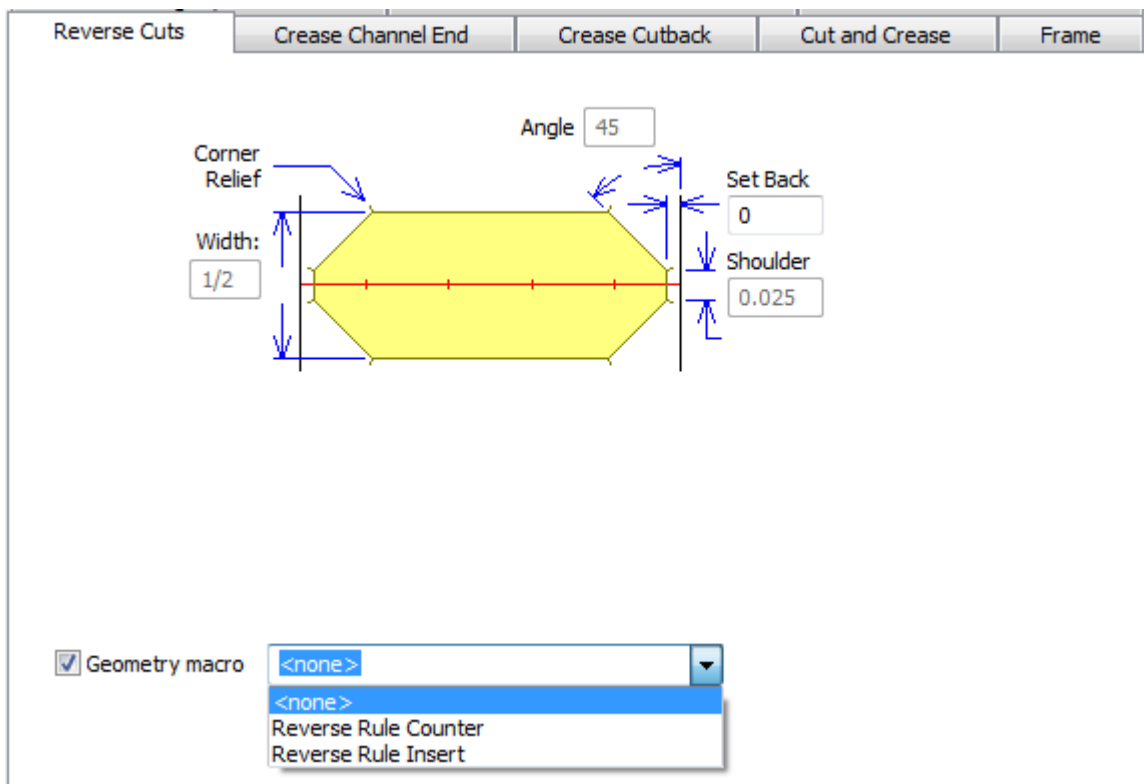 Reverse Cuts
Crease Channel End
Crease Cutback
Cut and Crease
Frame
Angle 45
Corner
Relief
Set Back
0
Width:
1/2
Shoulder
0.025
Geometry macro <none>
<none>
Reverse Rule Counter
Reverse Rule Insert